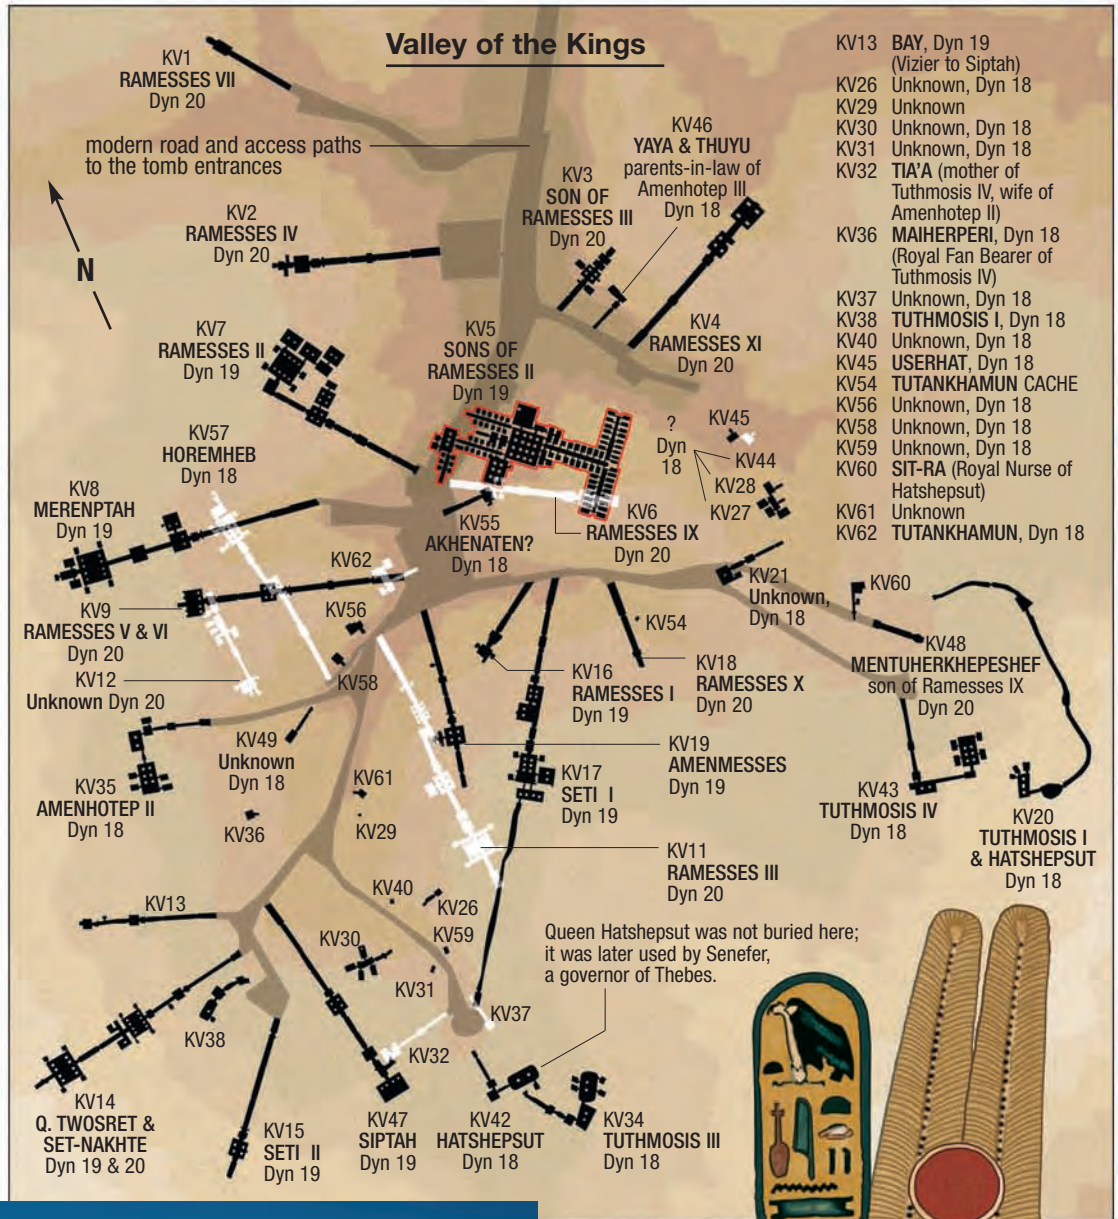 Valley of the Kings
KV1
RAMESSES VII
Dyn 20
modern road and access paths
to the tomb entrances
N
KV2
RAMESSES IV
Dyn 20
KV3
SON OF
RAMESSES III
Dyn 20
KV46
YAYA & THUYU
parents-in-law of
Amenhotep III
Dyn 18
KV4
RAMESSES XI
Dyn 20
KV7
RAMESSES II
Dyn 19
KV5
SONS OF
RAMESSES II
Dyn 19
KV57
HOREMHEB
Dyn 18
KV8
MERENPTAH
Dyn 19
?
Dyn
18
KV45
KV44
KV28
KV27
KV6
RAMESSES IX
Dyn 20
KV55
AKHENATEN?
Dyn 18
KV62
KV9
RAMESSES V & VI
Dyn 20
KV56
KV12
Unknown Dyn 20
KV58
KV21
Unknown,
Dyn 18
KV60
KV54
KV48
MENTUHERKHEPESHEF
son of Ramesses IX
Dyn 20
KV16
RAMESSES I
Dyn 19
KV18
RAMESSES X
Dyn 20
KV49
Unknown
Dyn 18
KV35
AMENHOTEP II
Dyn 18
KV61
KV36
KV29
KV17
SETI I
Dyn 19
KV19
AMENMESSES
Dyn 19
KV43
TUTHMOSIS IV
Dyn 18
KV20
TUTHMOSIS I
& HATSHEPSUT
Dyn 18
KV11
RAMESSES III
Dyn 20
KV13
KV40
KV26
KV30
KV59
KV31
Queen Hatshepsut was not buried here;
it was later used by Senefer,
a governor of Thebes.
KV37
KV38
KV32
KV14
Q. TWOSRET &
SET-NAKHTE
Dyn 19 & 20
KV15
SETI II
Dyn 19
KV47
SIPTAH
Dyn 19
KV42
HATSHEPSUT
Dyn 18
KV34
TUTHMOSIS III
Dyn 18
KV13 BAY, Dyn 19
(Vizier to Siptah)
KV26 Unknown, Dyn 18
KV29 Unknown
KV30 Unknown, Dyn 18
KV31 Unknown, Dyn 18
KV32 TIA'A (mother of
Tuthmosis IV, wife of
Amenhotep II)
KV36 MAIHERPERI, Dyn 18
(Royal Fan Bearer of
Tuthmosis IV)
KV37 Unknown, Dyn 18
KV38 TUTHMOSIS I, Dyn 18
KV40 Unknown, Dyn 18
KV45 USERHAT, Dyn 18
KV54 TUTANKHAMUN CACHE
KV56 Unknown, Dyn 18
KV58 Unknown, Dyn 18
KV59 Unknown, Dyn 18
KV60 SIT-RA (Royal Nurse of
Hatshepsut)
KV61 Unknown
KV62 TUTANKHAMUN, Dyn 18